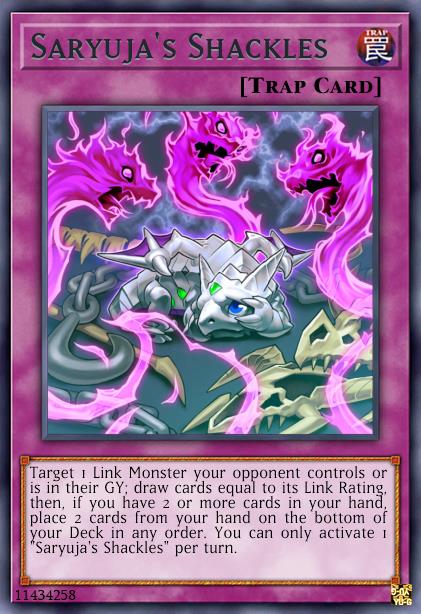 Saryuja's Shackles
TRAP
罠
[Trap Card]
Target 1 Link Monster your opponent controls or
is in their GY; draw cards equal to its Link Rating,
then, if you have 2 or more cards in your hand,
place 2 cards from your hand on the bottom of
your Deck in any order. You can only activate 1
"Saryuja's Shackles" per turn.
11434258